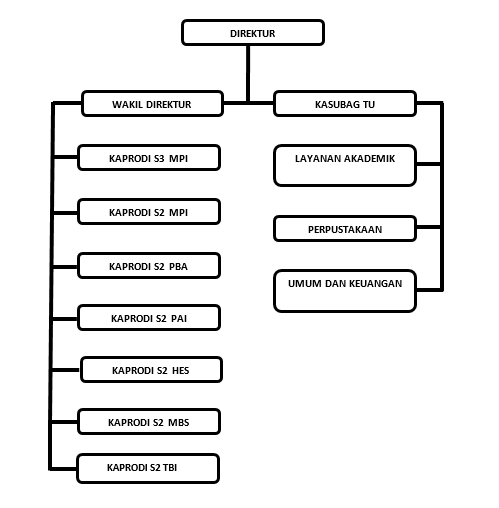 DIREKTUR
WAKIL DIREKTUR
KASUBAG TU
KAPRODI S3 MPI
LAYANAN AKADEMIK
KAPRODI S2 MPI
PERPUSTAKAAN
KAPRODI S2 PBA
UMUM DAN KEUANGAN
KAPRODI S2 PAI
KAPRODI S2 HES
KAPRODI S2 MBS
KAPRODI S2 TBI